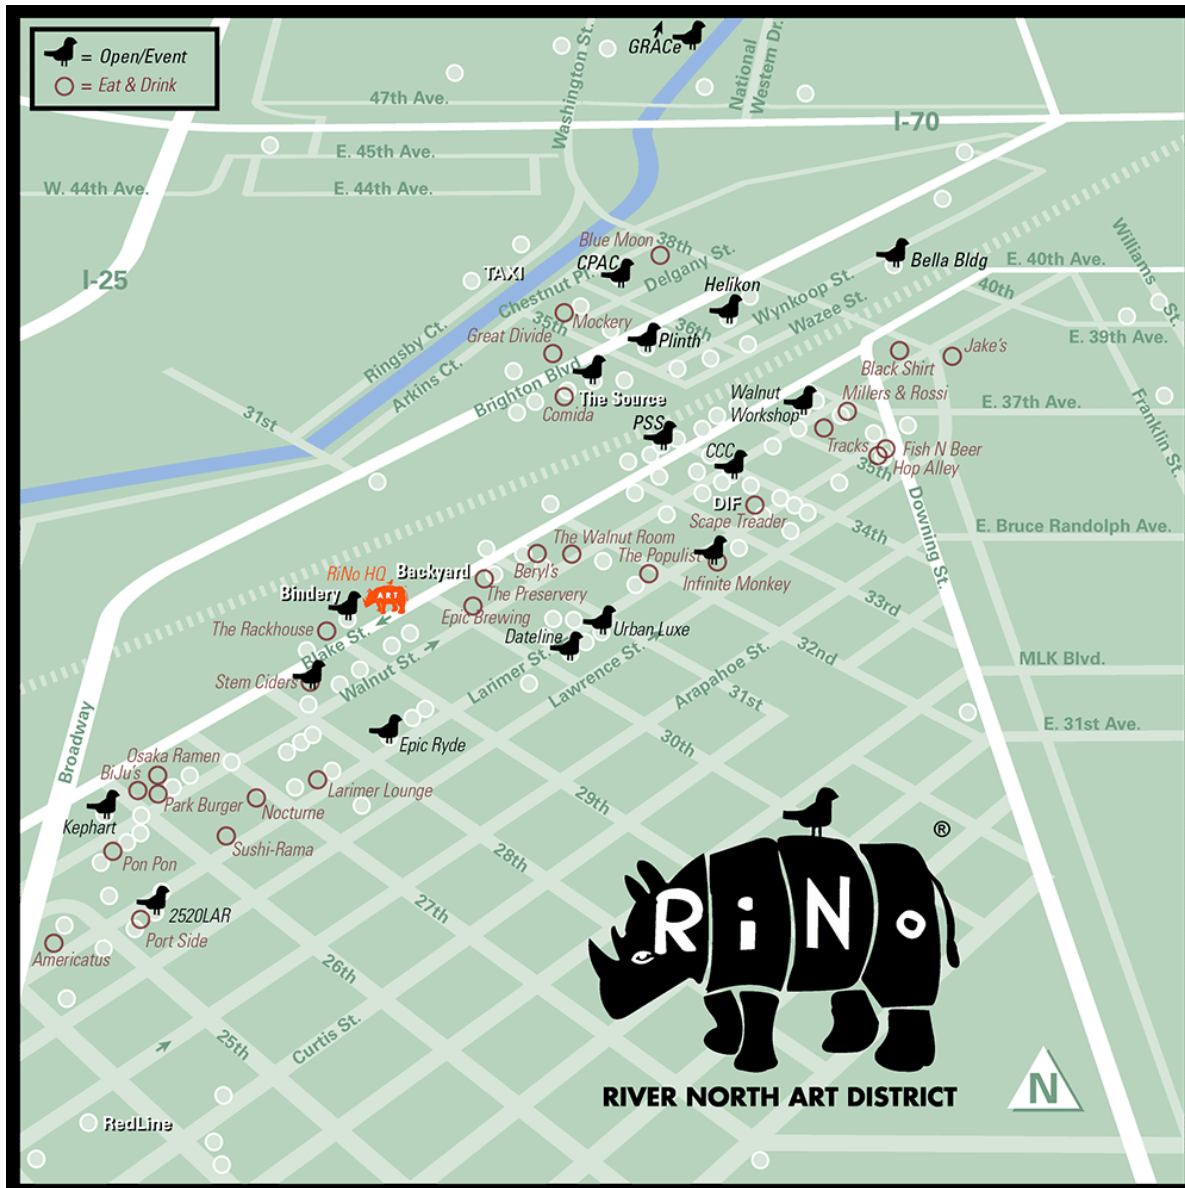 = Open/Event
= Eat & Drink
GRACe
Washington St.
National
Western Dr.
47th Ave.
I-70
E. 45th Ave.
W. 44th Ave.
E. 44th Ave.
Blue Moon
38th
CPAC
Delgany St.
Bella Bldg
Williams St.
E. 40th Ave.
TAXI
I-25
Chestnut Pl.
Helikon
40th
Wynkoop St.
Wazee St.
Mockery
35th
36th
Great Divide
Plinth
Ringsby Ct.
Arkins Ct.
E. 39th Ave.
Jake's
Black Shirt
Brighton Blvd
The Source
Comida
Walnut
Workshop
Millers & Rossi
E. 37th Ave.
Franklin St.
31st
PSS
CCC
Tracks
Fish N Beer
Hop Alley
35th
DIF
Scape Treader
Downing St.
E. Bruce Randolph Ave.
34th
The Walnut Room
The Populist
Infinite Monkey
Beryl's
RiNo HQ
Backyard
ART
Bindery
The Preservery
Epic Brewing
33rd
The Rackhouse
Blake St.
Urban Luxe
Dateline
32nd
MLK Blvd.
Stem Ciders
Walnut St.
Larimer St.
Lawrence St.
Arapahoe St.
31st
E. 31st Ave.
Broadway
Epic Ryde
30th
Osaka Ramen
BiJu's
Park Burger
Nocturne
Larimer Lounge
29th
Kephart
Sushi-Rama
Pon Pon
28th
2520LAR
Port Side
27th
Americatus
26th
25th
Curtis St.
RedLine
®
RiNo
RIVER NORTH ART DISTRICT
N